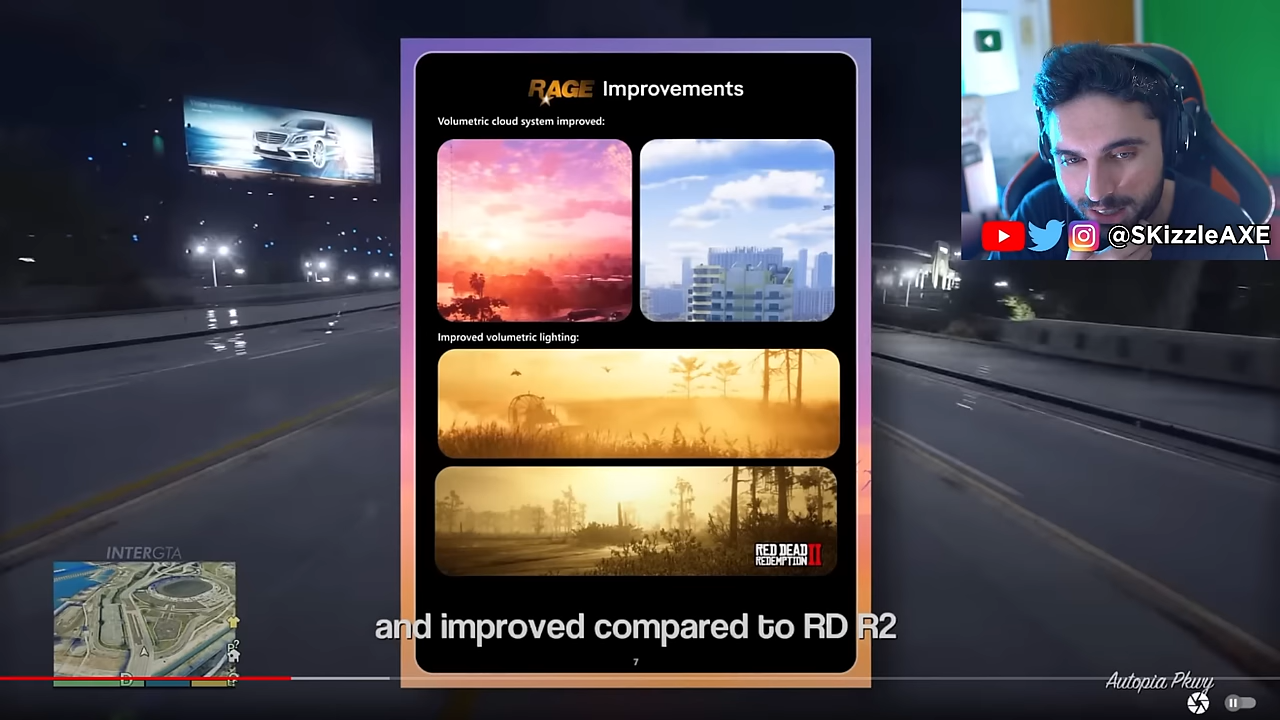 RAGE Improvements
Volumetric cloud system improved:
@SKizzleAXE
Improved volumetric lighting:
RED DEAD
REDEMPTION II
INTERGTA
and improved compared to RD R2
7
Autopia Pkwy